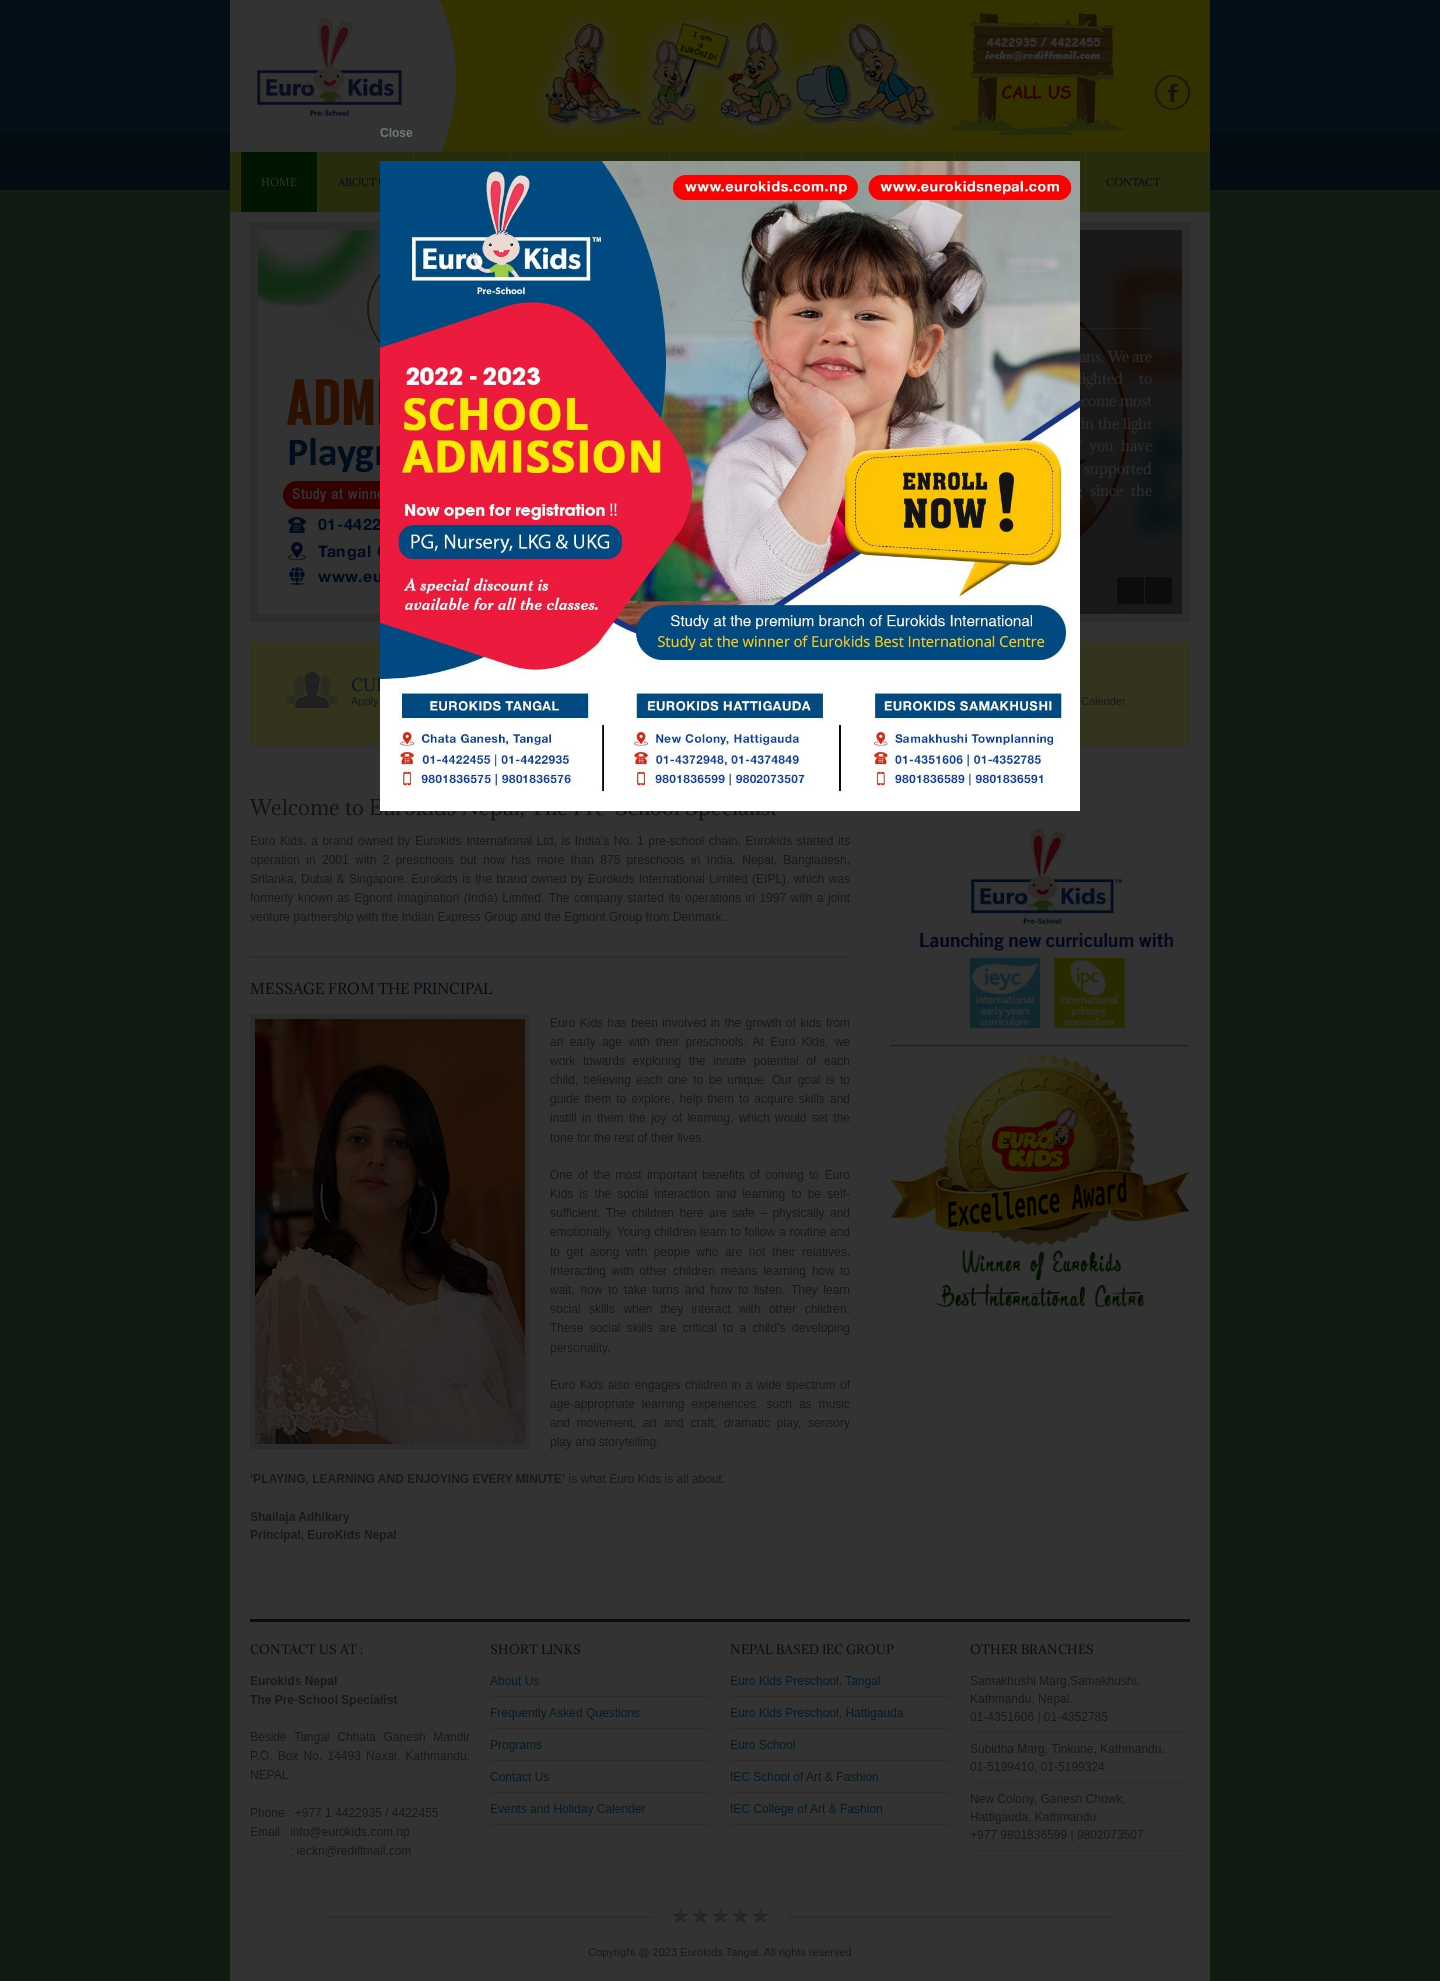 Euro Kids
Pre-School
I am
a
EUROKID!
4422935 / 4422455
ieckn@rediffmail.com
CALL US
f
Close
HOME
ABOUT
CONTACT
www.eurokids.com.np
www.eurokidsnepal.com
Euro Kids ™
Pre-School
2022 - 2023
SCHOOL
ADMISSION
Now open for registration !!
PG, Nursery, LKG & UKG
A special discount is
available for all the classes.
ENROLL
NOW !
Study at the premium branch of Eurokids International
Study at the winner of Eurokids Best International Centre
EUROKIDS TANGAL
Chata Ganesh, Tangal
01-4422455 | 01-4422935
9801836575 | 9801836576
EUROKIDS HATTIGAUDA
New Colony, Hattigauda
01-4372948, 01-4374849
9801836599 | 9802073507
EUROKIDS SAMAKHUSHI
Samakhushi Townplanning
01-4351606 | 01-4352785
9801836589 | 9801836591
ADM
Playg
Study at winn
01-4422
Tangal
www.eu
ans. We are
ighted to
come most
in the light
you have
supported
since the
CU
Apply
Calender
Welcome to Eurokids Nepal, The Pre-School Specialist
Euro Kids, a brand owned by Eurokids International Ltd, is India's No. 1 pre-school chain. Eurokids started its
operation in 2001 with 2 preschools but now has more than 875 preschools in India, Nepal, Bangladesh,
Srilanka, Dubai & Singapore. Eurokids is the brand owned by Eurokids International Limited (EIPL). which was
formerly known as Egnont Imagination (India) Limited. The company started its operations in 1997 with a joint
venture partnership with the Indian Express Group and the Egmont Group from Denmark...
MESSAGE FROM THE PRINCIPAL
Euro Kids has been involved in the growth of kids from
an early age with their preschools. At Euro Kids, we
work towards exploring the innate potential of each
child, believing each one to be unique. Our goal is to
guide them to explore, help them to acquire skills and
instill in them the joy of learning, which would set the
tone for the rest of their lives.
One of the most important benefits of coming to Euro
Kids is the social interaction and learning to be self-
sufficient. The children here are safe – physically and
emotionally. Young children learn to follow a routine and
to get along with people who are not their relatives.
Interacting with other children means learning how to
wait, how to take turns and how to listen. They learn
social skills when they interact with other children.
These social skills are critical to a child's developing
personality.
Euro Kids also engages children in a wide spectrum of
age-appropriate learning experiences, such as music
and movement, art and craft, dramatic play, sensory
play and storytelling.
‘PLAYING, LEARNING AND ENJOYING EVERY MINUTE’ is what Euro Kids is all about.
Shailaja Adhikary
Principal, EuroKids Nepal
Euro Kids ™
Pre-School
Launching new curriculum with
ieyc
international
early years
curriculum
ipc
international
primary
curriculum
EURO
KIDS
Excellence Award
Winner of Eurokids
Best International Centre
CONTACT US AT :
Eurokids Nepal
The Pre-School Specialist
Beside Tangal Chhata Ganesh Mandir
P.O. Box No. 14493 Naxal, Kathmandu,
NEPAL
Phone : +977 1 4422935 / 4422455
Email : info@eurokids.com.np
: ieckn@rediffmail.com
SHORT LINKS
About Us
Frequently Asked Questions
Programs
Contact Us
Events and Holiday Calender
NEPAL BASED IEC GROUP
Euro Kids Preschool, Tangal
Euro Kids Preschool, Hattigauda
Euro School
IEC School of Art & Fashion
IEC College of Art & Fashion
OTHER BRANCHES
Samakhushi Marg,Samakhushi,
Kathmandu, Nepal.
01-4351606 | 01-4352785
Subidha Marg, Tinkune, Kathmandu.
01-5199410, 01-5199324
New Colony, Ganesh Chowk,
Hattigauda, Kathmandu
+977 9801836599 | 9802073507
Copyright @ 2023 Eurokids Tangal. All rights reserved